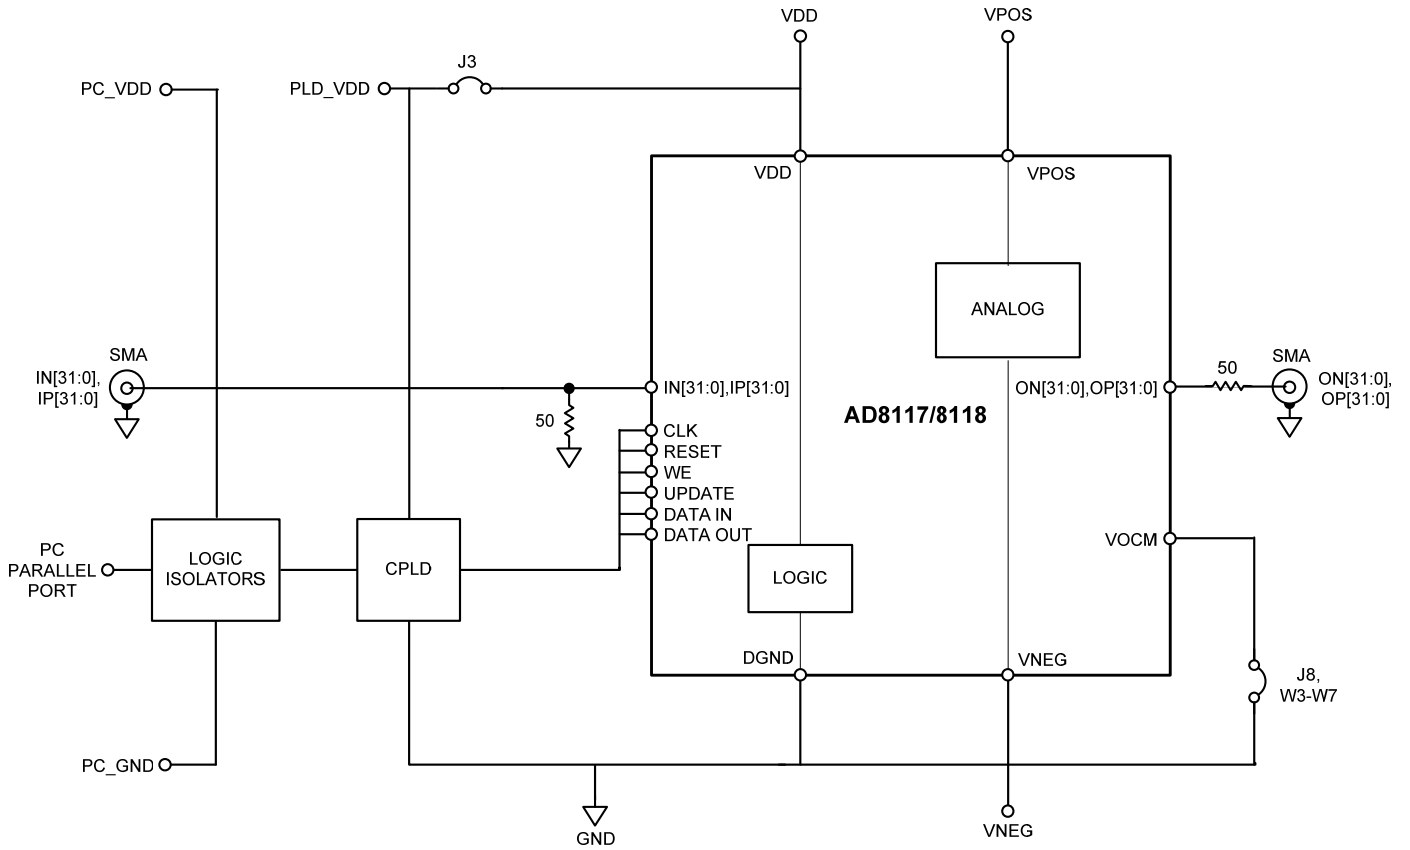 VDD
VPOS
J3
PC_VDD
PLD_VDD
VDD
VPOS
ANALOG
SMA
IN[31:0],
IP[31:0]
50
IN[31:0],IP[31:0]
ON[31:0],OP[31:0]
50
SMA
ON[31:0],
OP[31:0]
AD8117/8118
CLK
RESET
WE
UPDATE
DATA IN
DATA OUT
VOCM
PC
PARALLEL
PORT
LOGIC
ISOLATORS
CPLD
LOGIC
DGND
VNEG
J8,
W3-W7
PC_GND
GND
VNEG